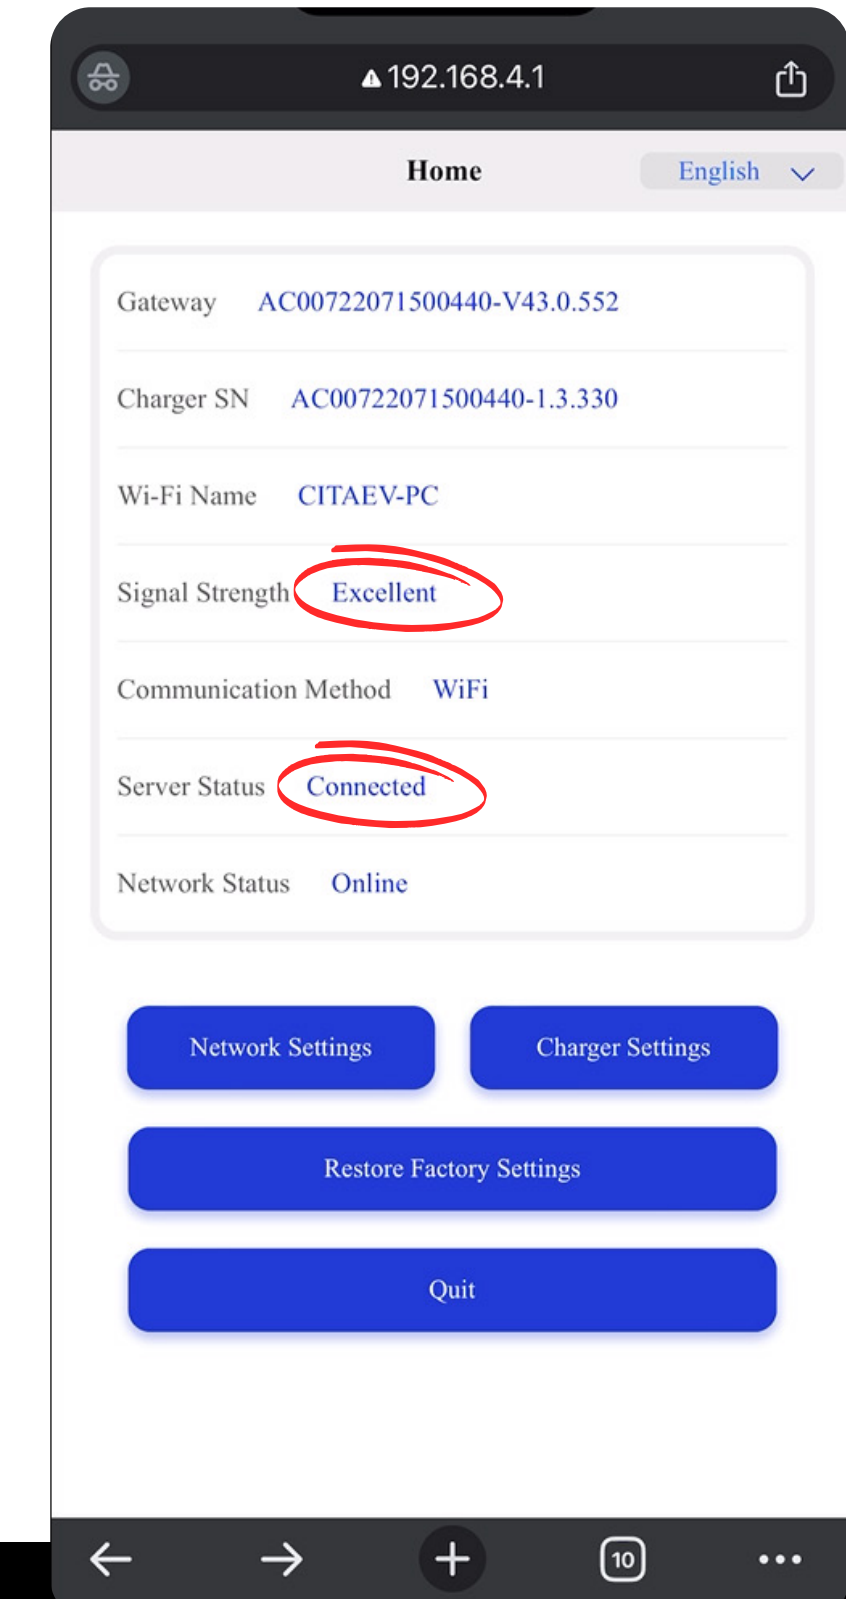 192.168.4.1
Home English
Gateway AC00722071500440-V43.0.552
Charger SN AC00722071500440-1.3.330
Wi-Fi Name CITAEV-PC
Signal Strength Excellent
Communication Method WiFi
Server Status Connected
Network Status Online
Network Settings Charger Settings
Restore Factory Settings
Quit
10